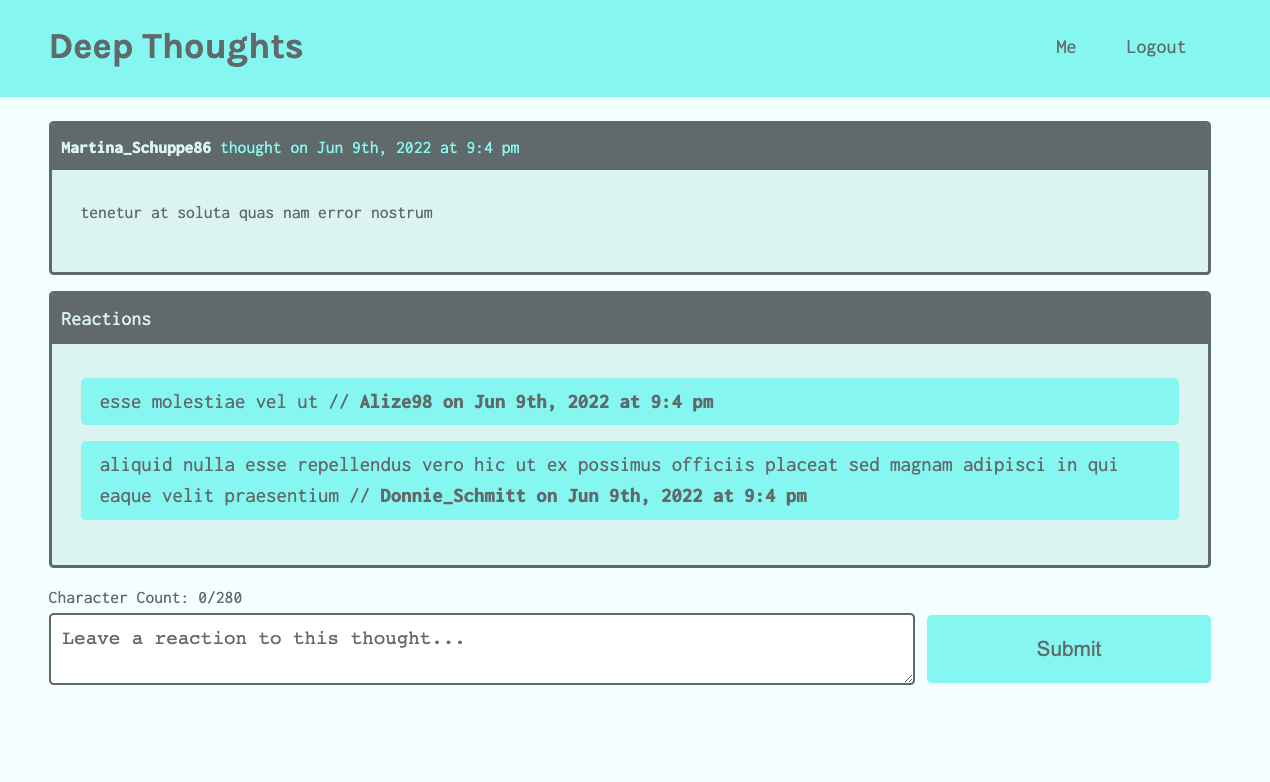 Deep Thoughts
Me
Logout
Martina_Schuppe86 thought on Jun 9th, 2022 at 9:4 pm
tenetur at soluta quas nam error nostrum
Reactions
esse molestiae vel ut // Alize98 on Jun 9th, 2022 at 9:4 pm
aliquid nulla esse repellendus vero hic ut ex possimus officiis placeat sed magnam adipisci in qui
eaque velit praesentium // Donnie_Schmitt on Jun 9th, 2022 at 9:4 pm
Character Count: 0/280
Leave a reaction to this thought...
Submit